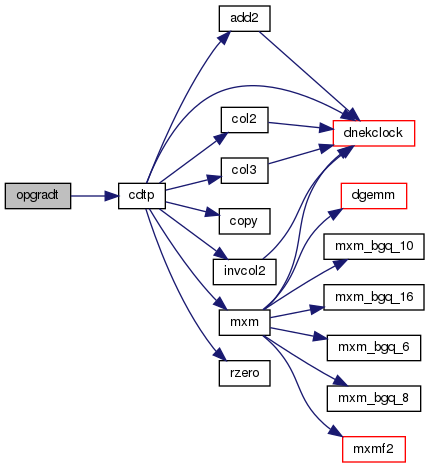 opgradt
cdtp
add2
col2
col3
copy
invcol2
mxm
rzero
dnekclock
dgemm
mxm_bgq_10
mxm_bgq_16
mxm_bgq_6
mxm_bgq_8
mxmf2